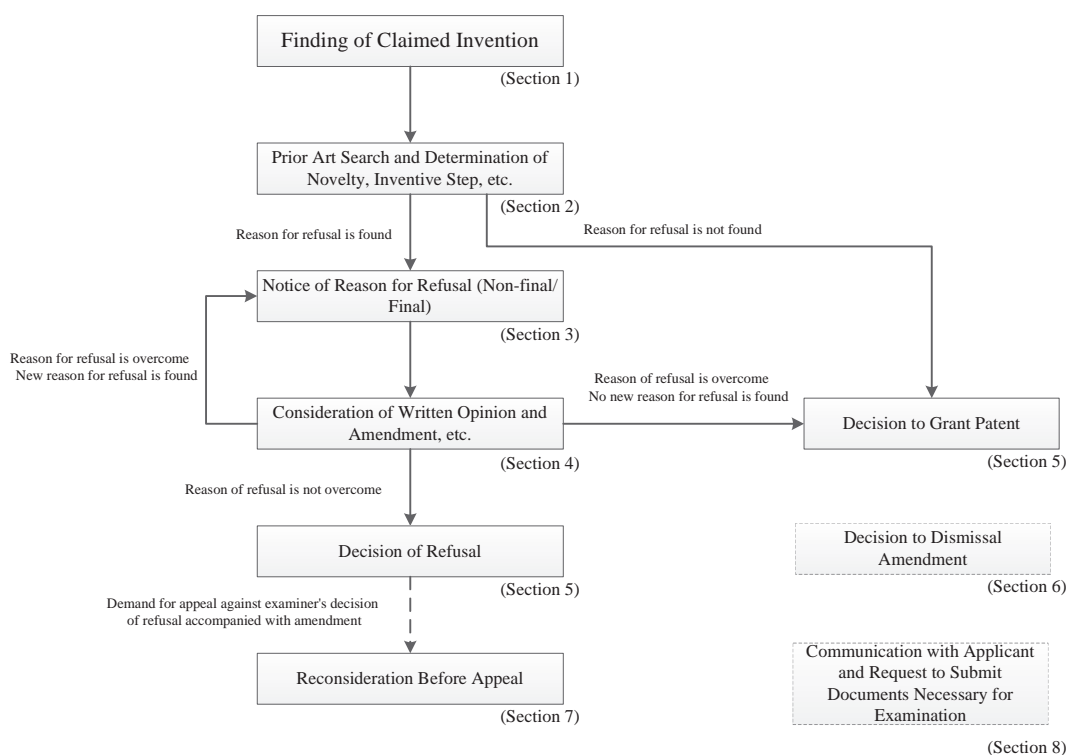 Finding of Claimed Invention
(Section 1)
Prior Art Search and Determination of
Novelty, Inventive Step, etc.
(Section 2)
Reason for refusal is found
Reason for refusal is not found
Notice of Reason for Refusal (Non-final/
Final)
(Section 3)
Reason for refusal is overcome
New reason for refusal is found
Reason of refusal is overcome
No new reason for refusal is found
Consideration of Written Opinion and
Amendment, etc.
(Section 4)
Decision to Grant Patent
(Section 5)
Reason of refusal is not overcome
Decision of Refusal
(Section 5)
Decision to Dismissal
Amendment
(Section 6)
Demand for appeal against examiner's decision
of refusal accompanied with amendment
Reconsideration Before Appeal
(Section 7)
Communication with Applicant
and Request to Submit
Documents Necessary for
Examination
(Section 8)